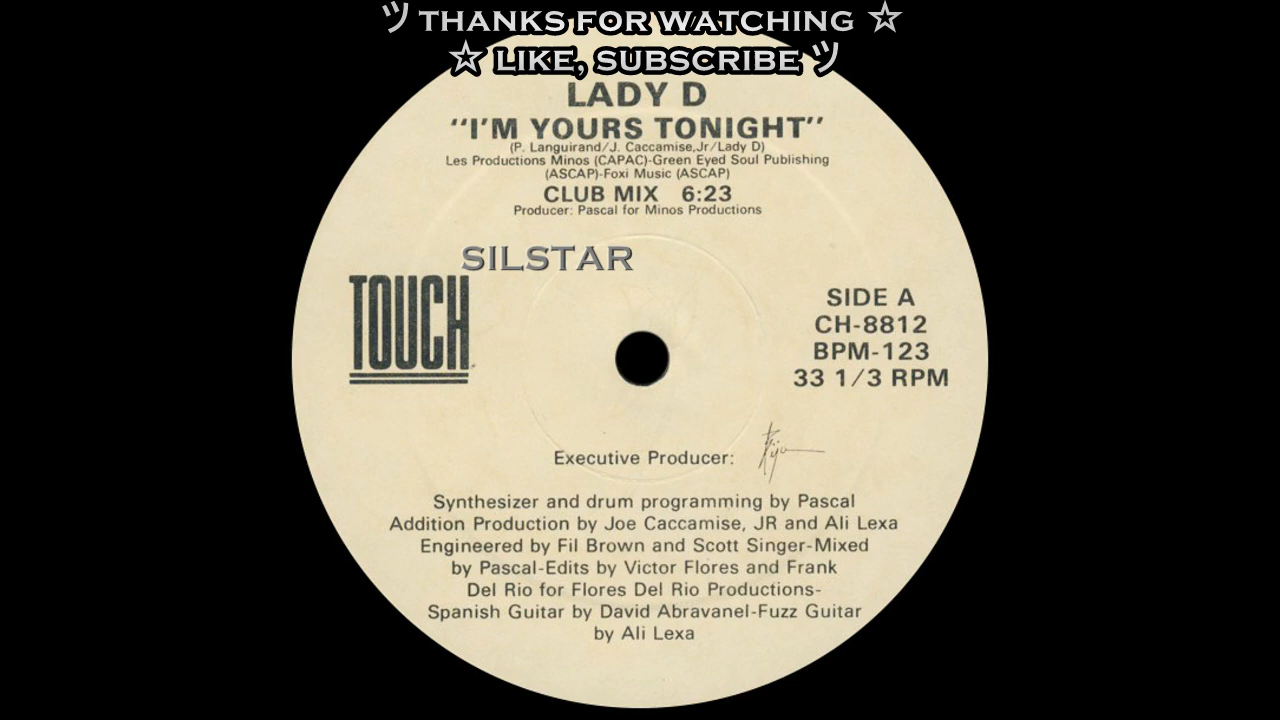 ツ THANKS FOR WATCHING ☆
☆ LIKE, SUBSCRIBE ツ
LADY D
"I'M YOURS TONIGHT"
(P. Languirand/J. Caccamise,Jr/Lady D)
Les Productions Minos (CAPAC)-Green Eyed Soul Publishing
(ASCAP)-Foxi Music (ASCAP)
CLUB MIX 6:23
Producer: Pascal for Minos Productions
SILSTAR
TOUCH
SIDE A
CH-8812
BPM-123
33 1/3 RPM
Executive Producer:
Synthesizer and drum programming by Pascal
Addition Production by Joe Caccamise, JR and Ali Lexa
Engineered by Fil Brown and Scott Singer-Mixed
by Pascal-Edits by Victor Flores and Frank
Del Rio for Flores Del Rio Productions-
Spanish Guitar by David Abravanel-Fuzz Guitar
by Ali Lexa